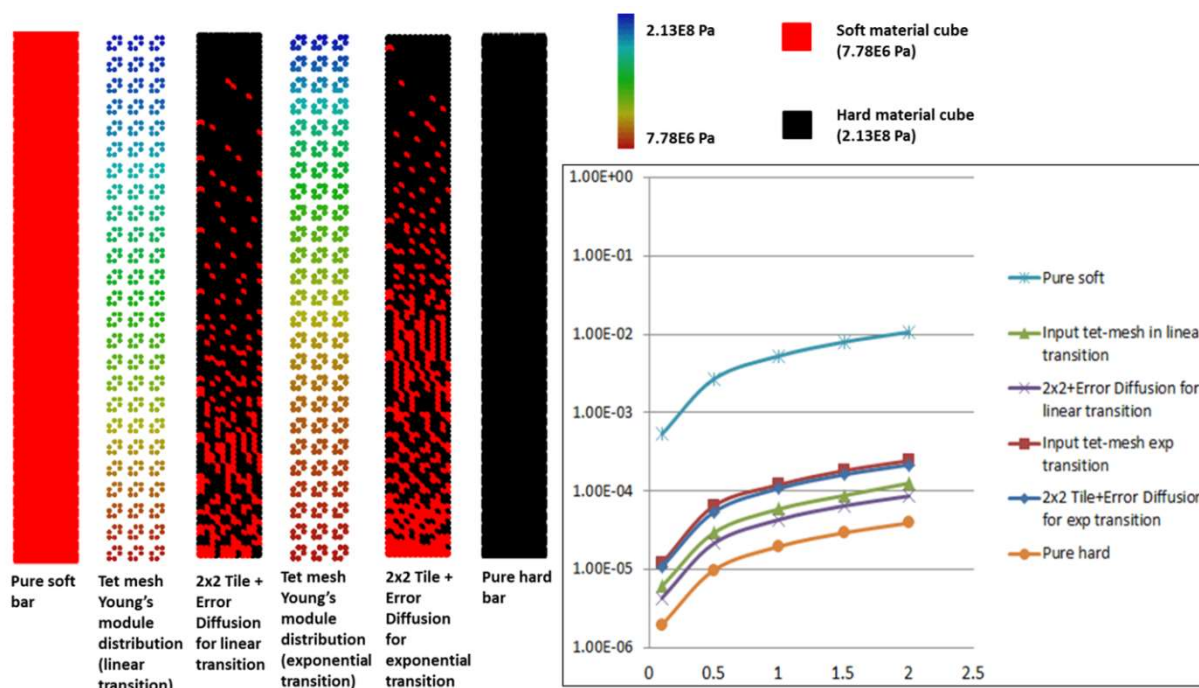 2.13E8 Pa
7.78E6 Pa
Soft material cube
(7.78E6 Pa)
Hard material cube
(2.13E8 Pa)
Pure soft
bar
Tet mesh
Young's
module
distribution
(linear
transition)
2x2 Tile +
Error
Diffusion
for linear
transition
Tet mesh
Young's
module
distribution
(exponential
transition)
2x2 Tile +
Error
Diffusion
for
exponential
transition
Pure hard
bar
1.00E+00
1.00E-01
1.00E-02
1.00E-03
1.00E-04
1.00E-05
1.00E-06
0
0.5
1
1.5
2
2.5
Pure soft
Input tet-mesh in linear
transition
2x2+Error Diffusion for
linear transition
Input tet-mesh exp
transition
2x2 Tile+Error Diffusion
for exp transition
Pure hard